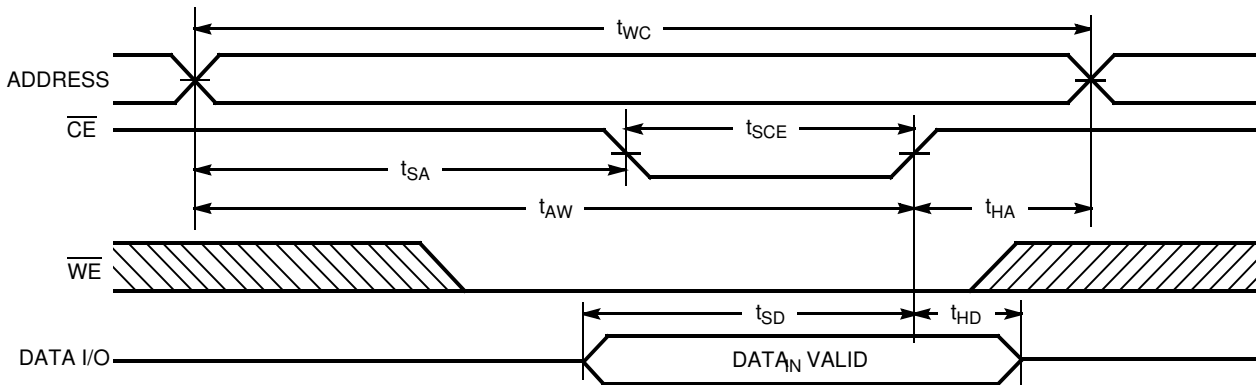 tWC
ADDRESS
CE
tSCE
tSA
tAW
tHA
WE
tSD
tHD
DATA I/O
DATAIN VALID